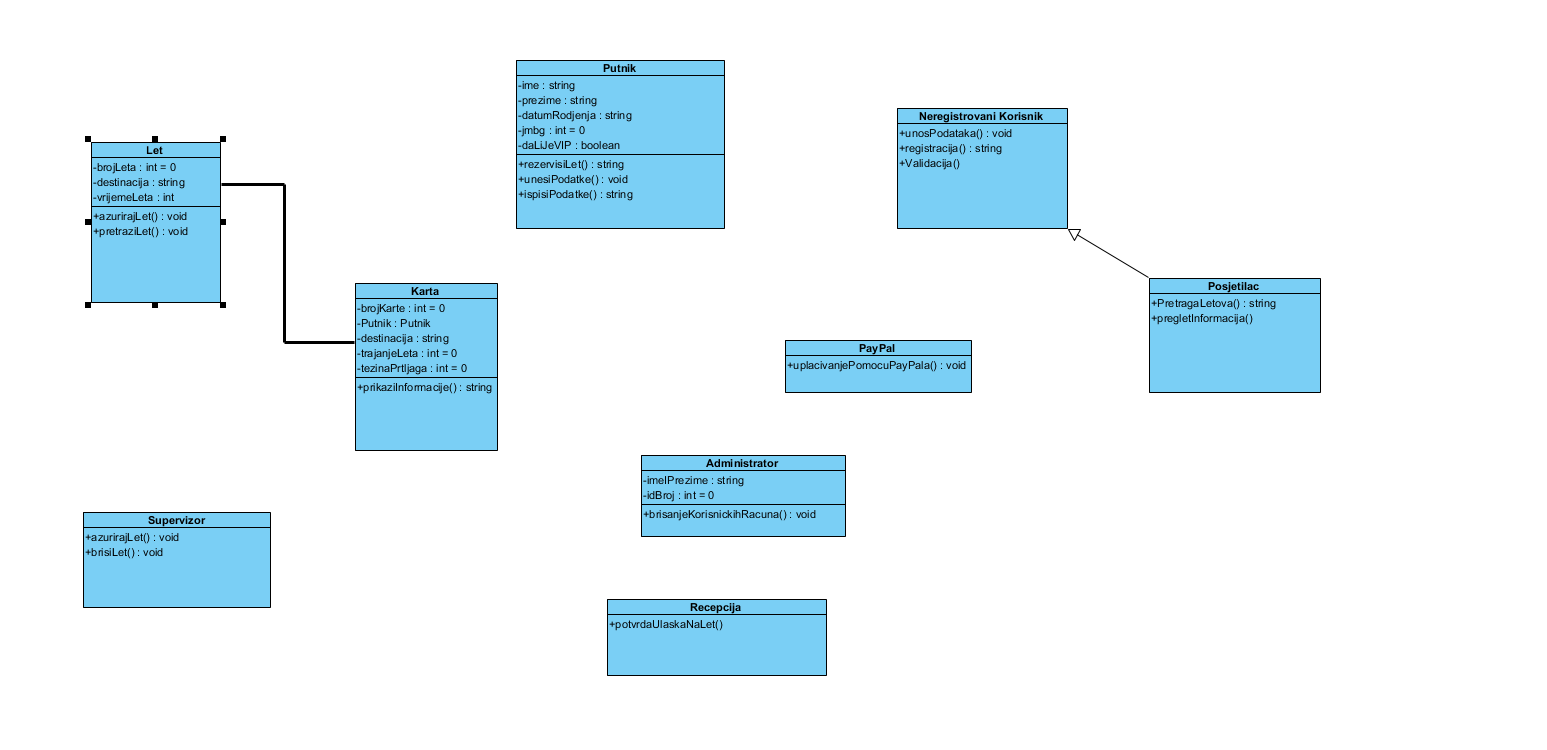 Putnik
-ime : string
-prezime : string
-datumRodjenja : string
-jmbg : int = 0
-daLiJeVIP : boolean
+rezervisiLet() : string
+unesiPodatke() : void
+ispisiPodatke() : string
Neregistrovani Korisnik
+unosPodataka() : void
+registracija() : string
+Validacija()
Let
-brojLeta : int = 0
-destinacija : string
-vrijemeLeta : int
+azurirajLet() : void
+pretraziLet() : void
Karta
-brojKarte : int = 0
-Putnik : Putnik
-destinacija : string
-trajanjeLeta : int = 0
-tezinaPrtljaga : int = 0
+prikaziInformacije() : string
Posjetilac
+PretragaLetova() : string
+pregletInformacija()
PayPal
+uplacivanjePomocuPayPala() : void
Administrator
-imeIPrezime : string
-idBroj : int = 0
+brisanjeKorisnickihRacuna() : void
Supervizor
+azurirajLet() : void
+brisiLet() : void
Recepcija
+potvrdaUlaskaNaLet()